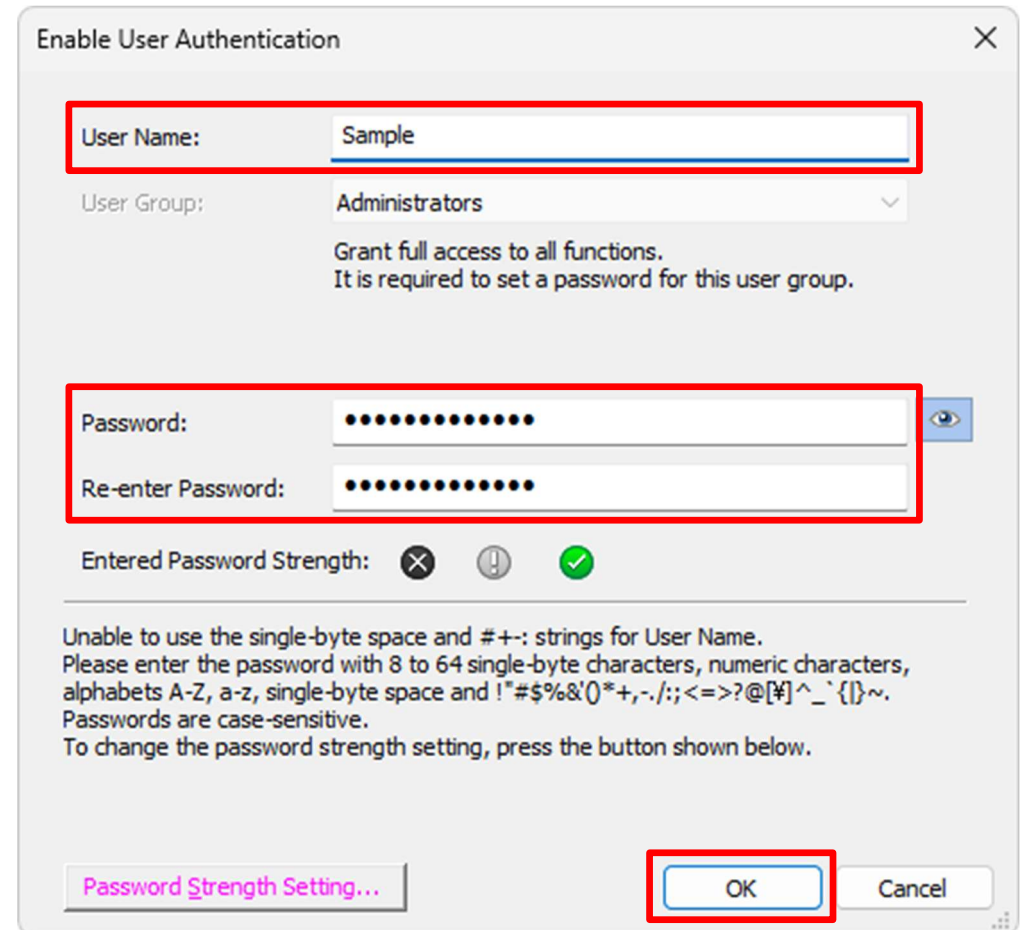 Enable User Authentication
User Name: Sample
User Group: Administrators
Grant full access to all functions.
It is required to set a password for this user group.
Password: •••••••••••••
Re-enter Password: •••••••••••••
Entered Password Strength:
Unable to use the single-byte space and #+-: strings for User Name.
Please enter the password with 8 to 64 single-byte characters, numeric characters,
alphabets A-Z, a-z, single-byte space and !"#$%&'()*+,-./:;<=>?@[¥]^_`{|}~.
Passwords are case-sensitive.
To change the password strength setting, press the button shown below.
Password Strength Setting...
OK
Cancel